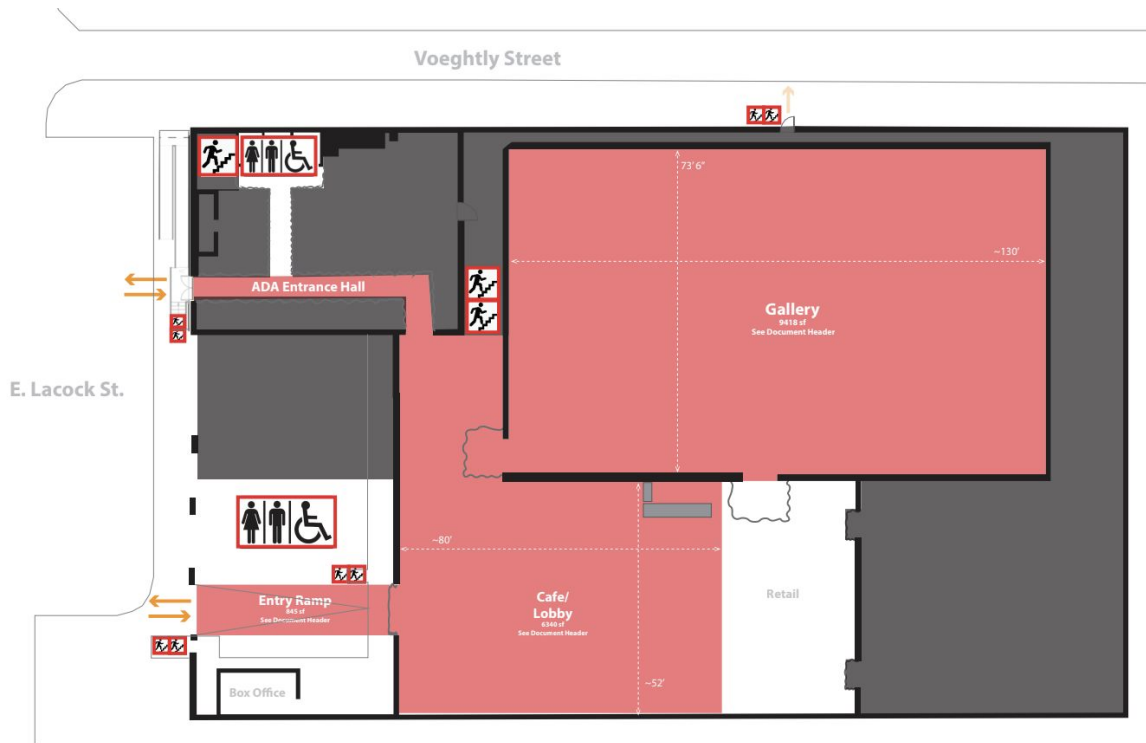 Voeghtly Street
73' 6"
~130'
ADA Entrance Hall
Gallery
9418 sf
See Document Header
E. Lacock St.
~80'
Entry Ramp
845 sf
See Document Header
Cafe/
Lobby
6340 sf
See Document Header
Retail
~52'
Box Office